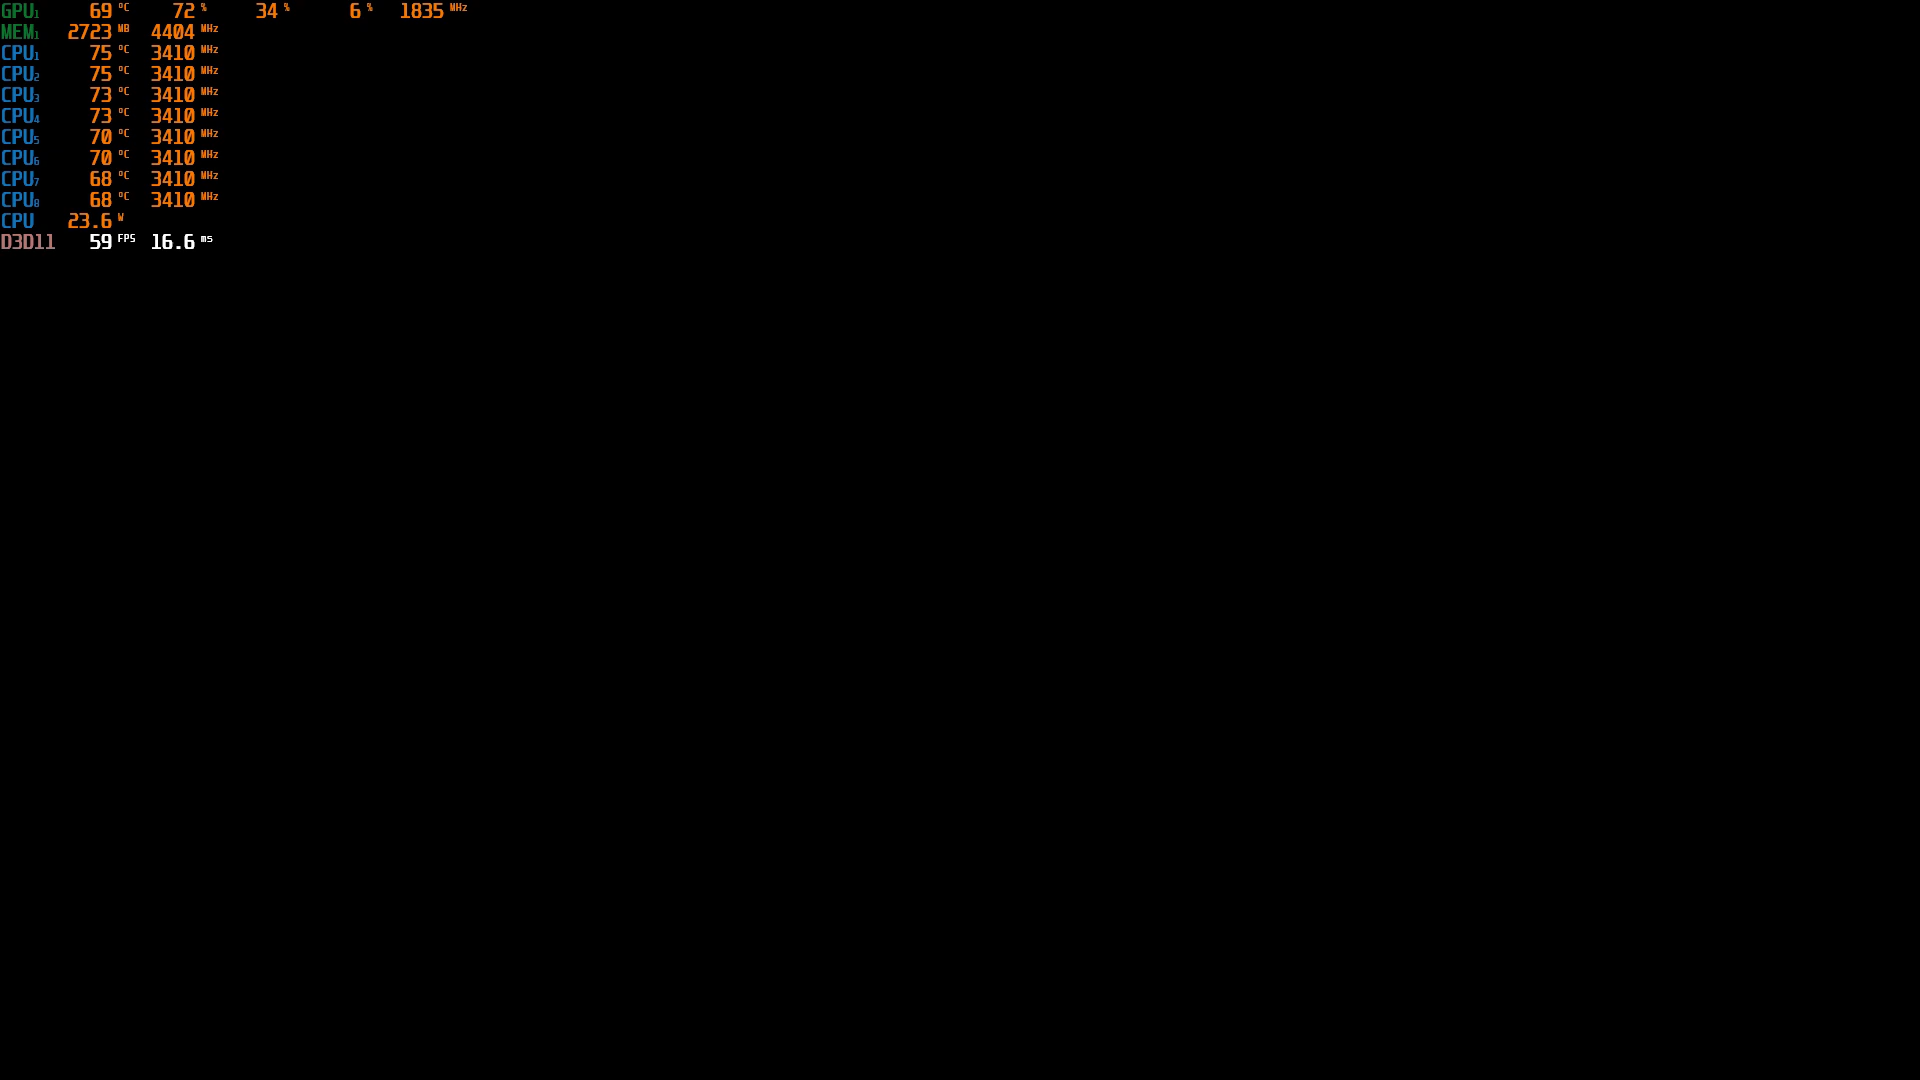 GPU1 69 °C 72 % 34 % 6 % 1835 MHz
MEM1 2723 MB 4404 MHz
CPU1 75 °C 3410 MHz
CPU2 75 °C 3410 MHz
CPU3 73 °C 3410 MHz
CPU4 73 °C 3410 MHz
CPU5 70 °C 3410 MHz
CPU6 70 °C 3410 MHz
CPU7 68 °C 3410 MHz
CPU8 68 °C 3410 MHz
CPU 23.6 W
D3D11 59 FPS 16.6 ms